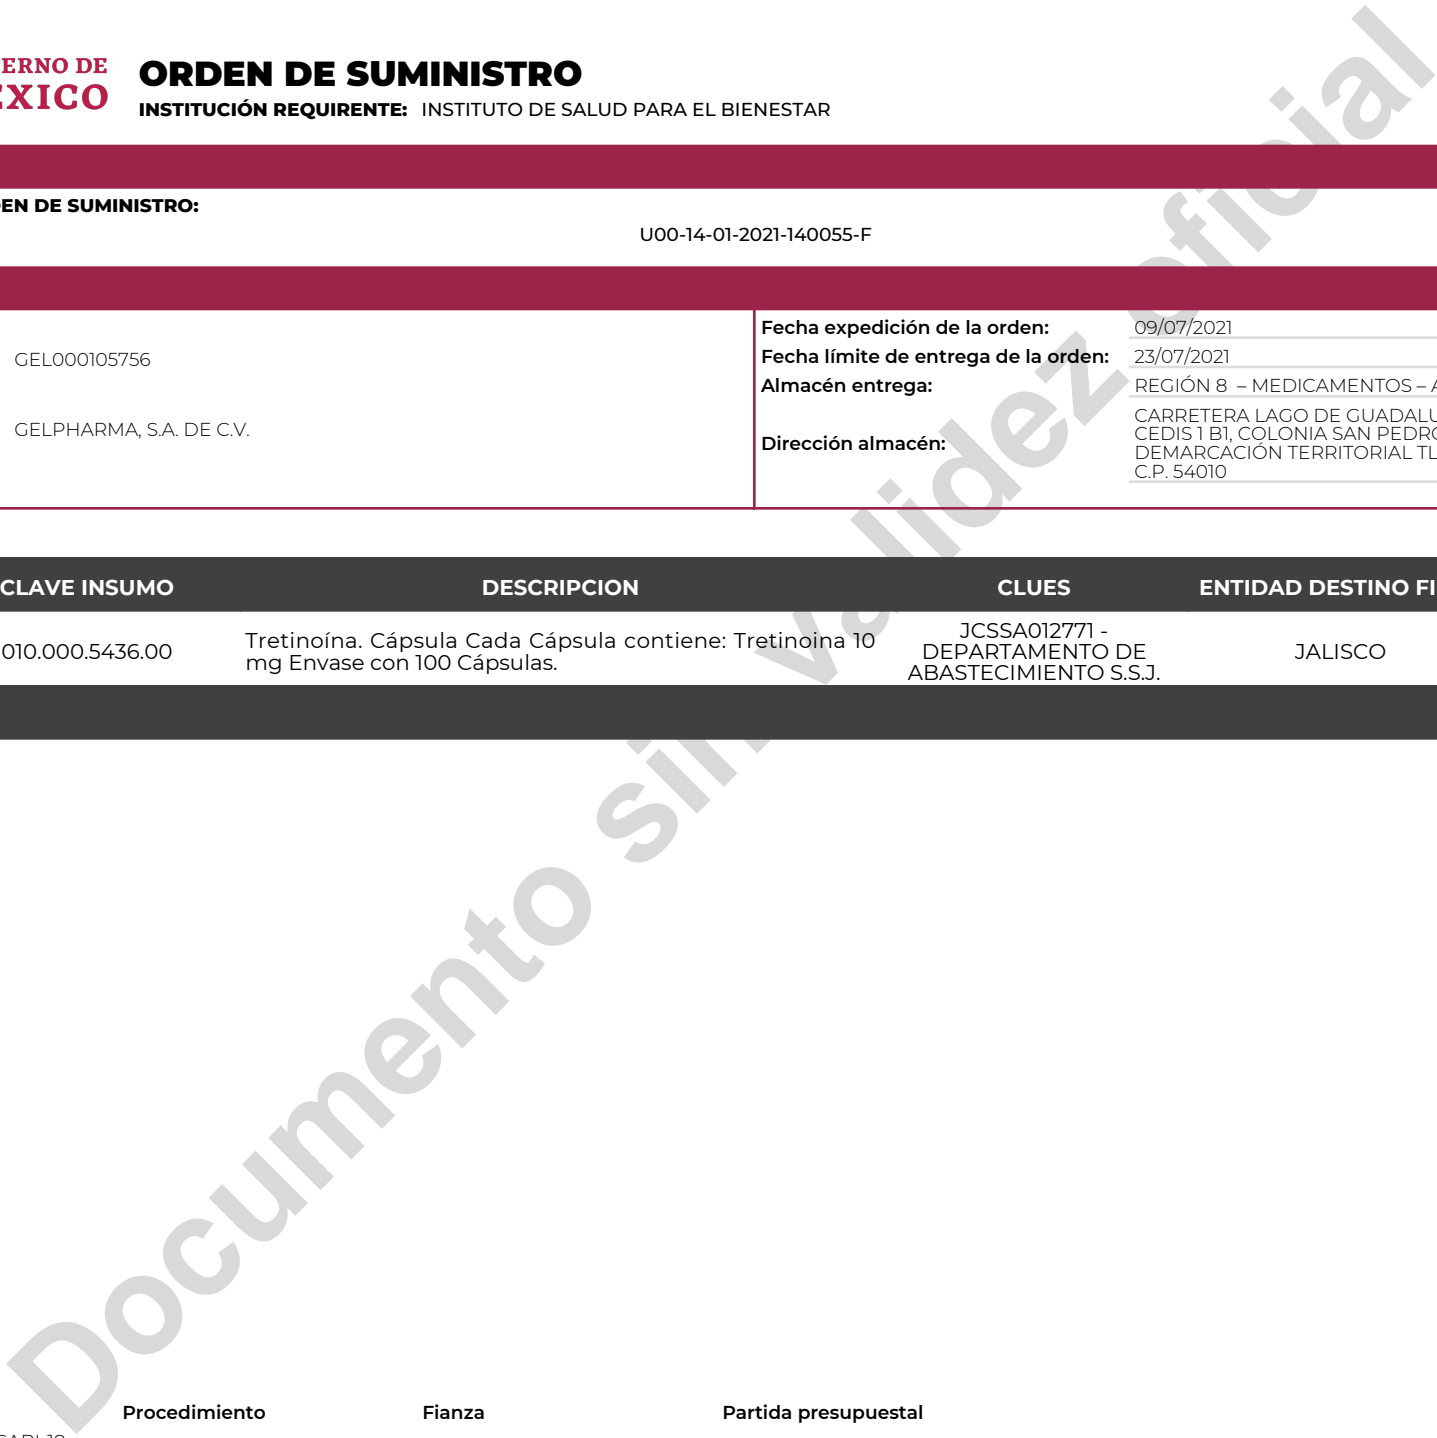 ERNO DE
ORDEN DE SUMINISTRO
EXICO
INSTITUCIÓN REQUIRENTE: INSTITUTO DE SALUD PARA EL BIENESTAR
EN DE SUMINISTRO:
U00-14-01-2021-140055-F
Fecha expedición de la orden: 09/07/2021
GEL000105756
Fecha límite de entrega de la orden: 23/07/2021
Almacén entrega: REGIÓN 8 – MEDICAMENTOS – A
GELPHARMA, S.A. DE C.V.
Dirección almacén:
CARRETERA LAGO DE GUADALU
CEDIS 1 B1, COLONIA SAN PEDRO
DEMARCACIÓN TERRITORIAL TL
C.P. 54010
CLAVE INSUMO DESCRIPCION CLUES ENTIDAD DESTINO FI
010.000.5436.00
Tretinoína. Cápsula Cada Cápsula contiene: Tretinoina 10
mg Envase con 100 Cápsulas.
JCSSA012771 -
DEPARTAMENTO DE
ABASTECIMIENTO S.S.J.
JALISCO
Documento sin validez oficial
Procedimiento Fianza Partida presupuestal